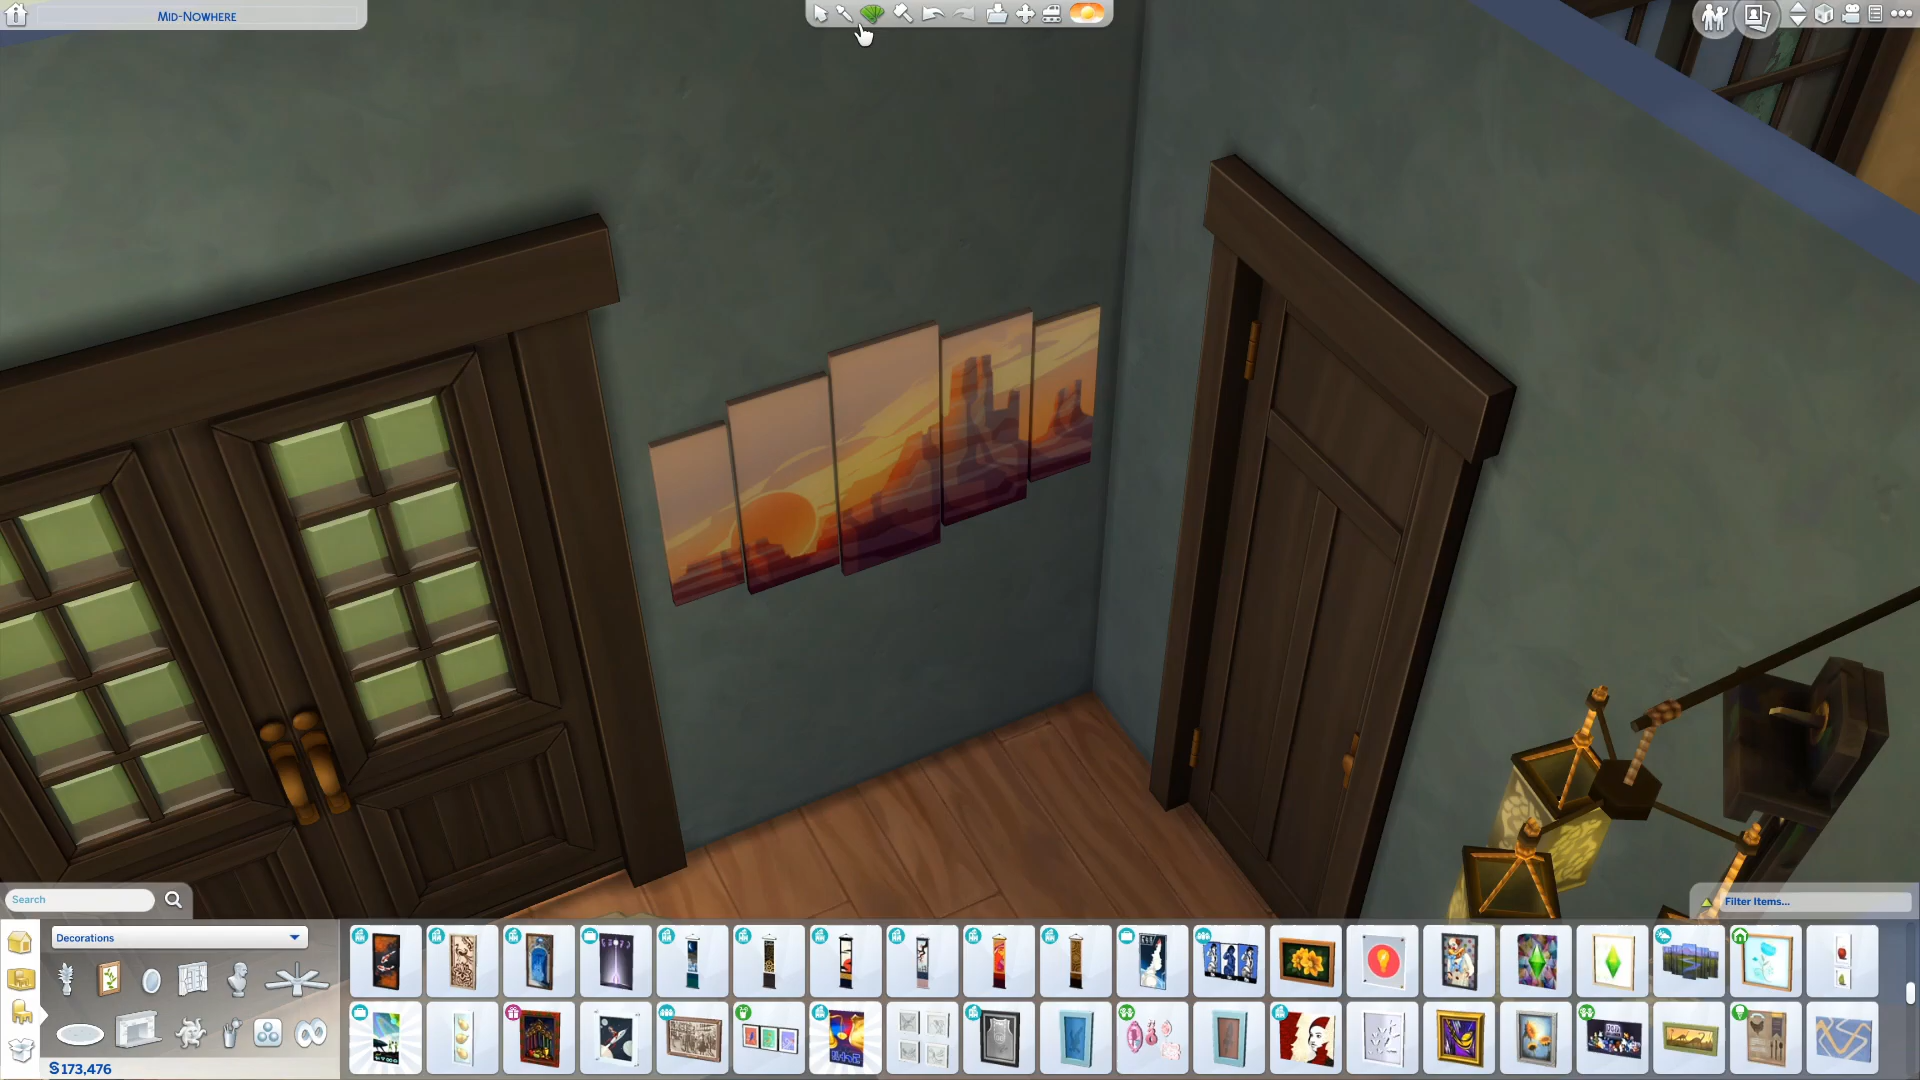 Mid-Nowhere
Search
Filter Items...
Decorations
§173,476